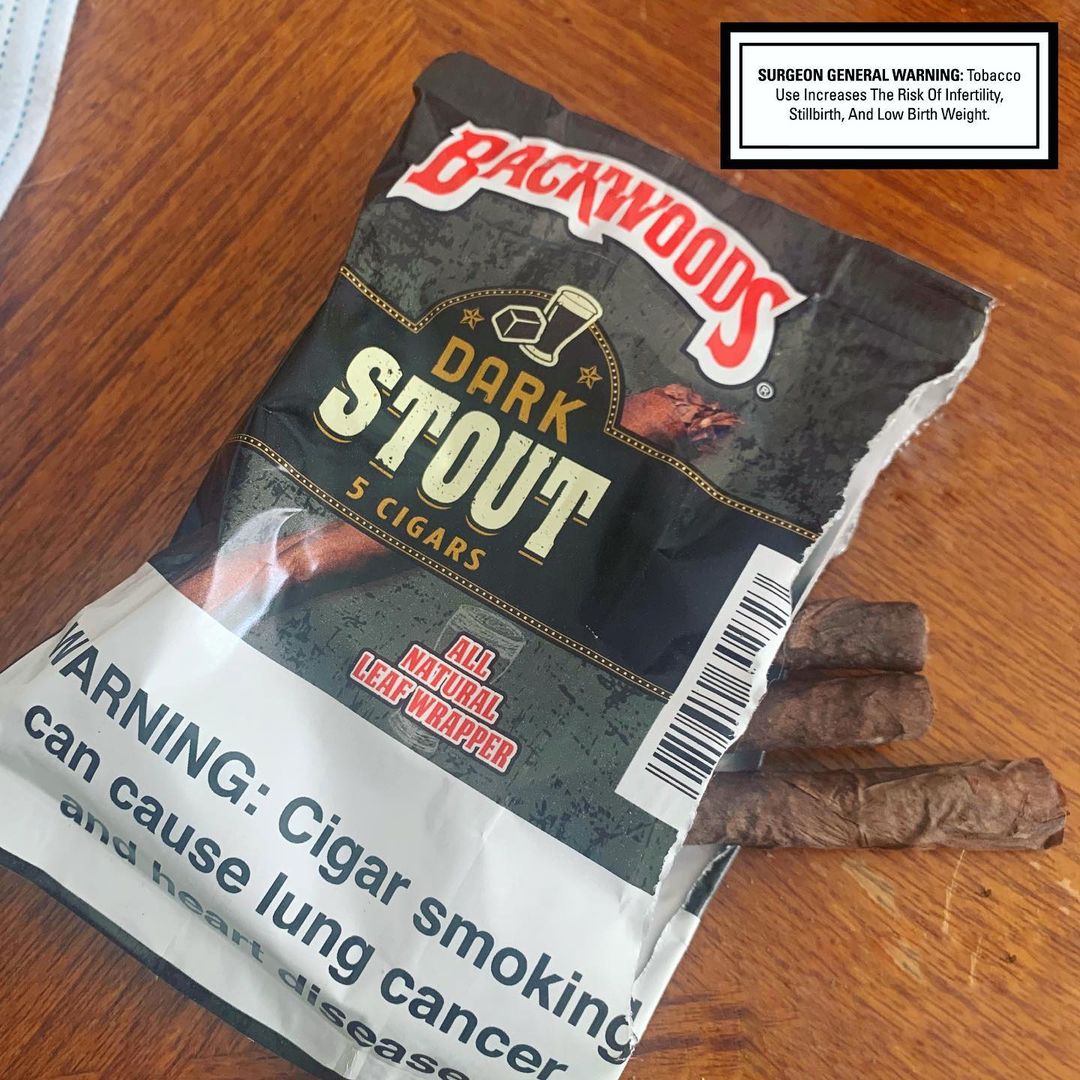 SURGEON GENERAL WARNING: Tobacco
Use Increases The Risk Of Infertility,
Stillbirth, And Low Birth Weight.
BACKWOODS®
DARK
STOUT
5 CIGARS
ALL
NATURAL
LEAF WRAPPER
WARNING: Cigar smoking
can cause lung cancer
and heart disease